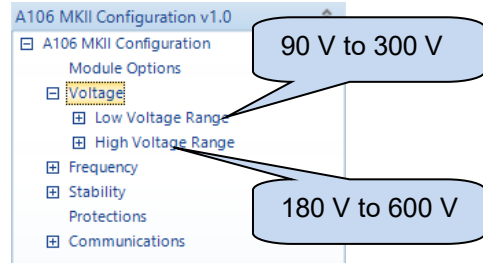 A106 MKII Configuration v1.0
A106 MKII Configuration
Module Options
Voltage
Low Voltage Range
High Voltage Range
Frequency
Stability
Protections
Communications
90 V to 300 V
180 V to 600 V